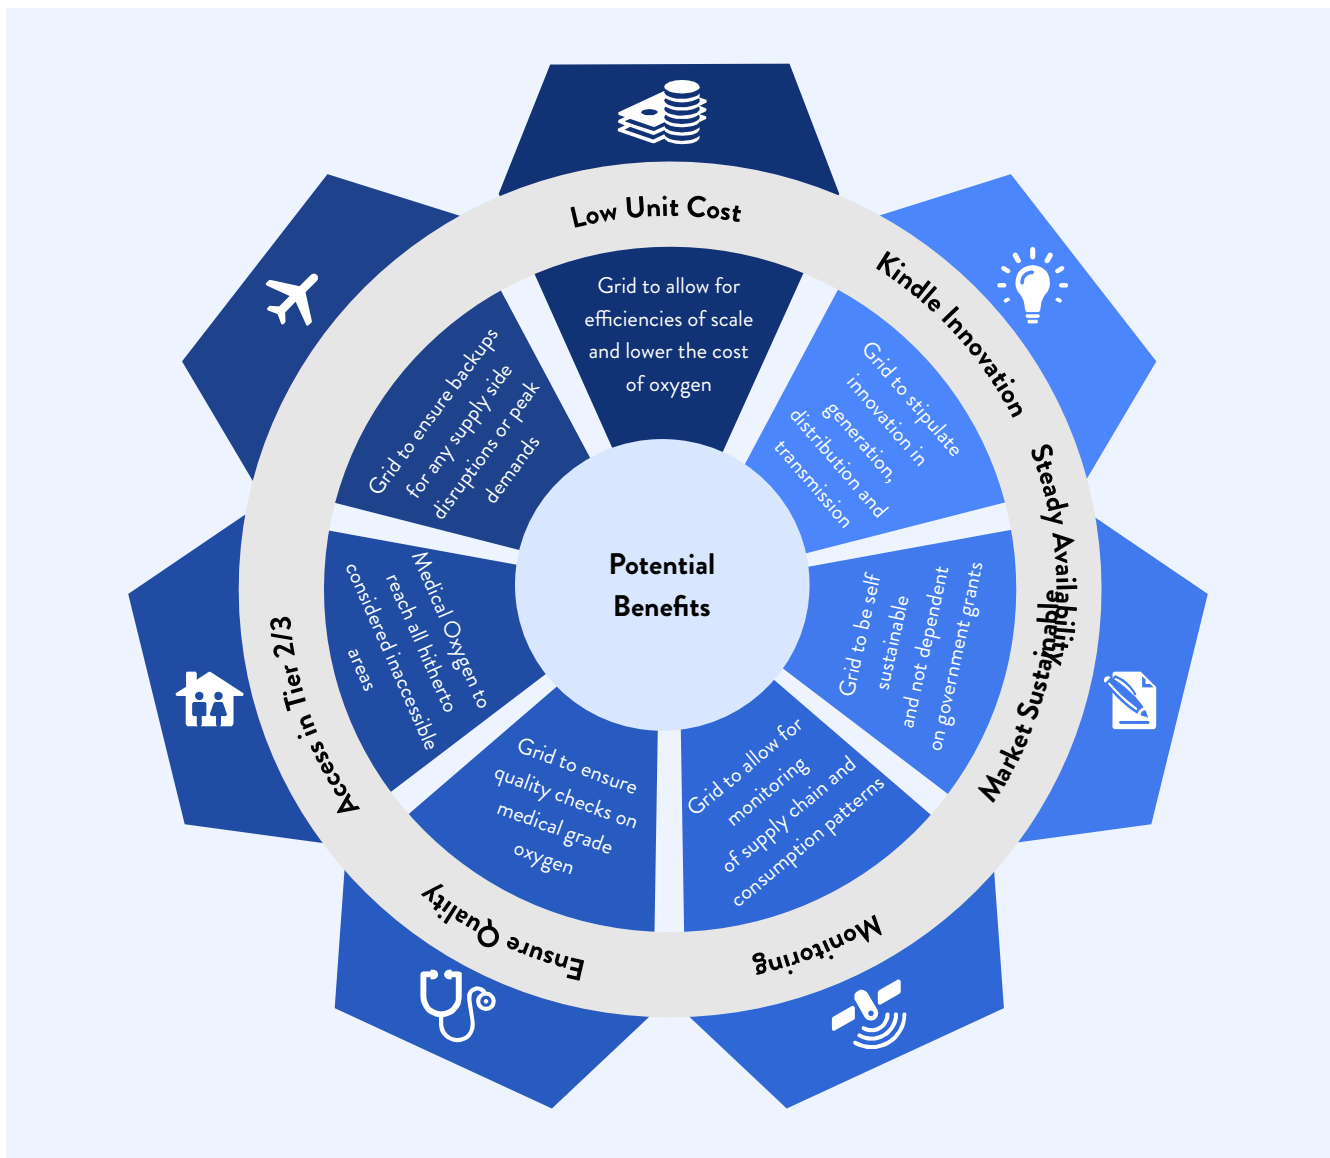 Low Unit Cost
Grid to allow for
efficiencies of scale
and lower the cost
of oxygen
Kindle Innovation
Grid to stipulate
innovation in
generation,
distribution and
transmission
Steady Availability
Market Sustainable
Grid to be self
sustainable
and not dependent
on government grants
Monitoring
Grid to allow for
monitoring
of supply chain and
consumption patterns
Ensure Quality
Grid to ensure
quality checks on
medical grade
oxygen
Access in Tier 2/3
Medical Oxygen to
reach all hitherto
considered inaccessible
areas
Grid to ensure backups
for any supply side
disruptions or peak
demands
Potential
Benefits